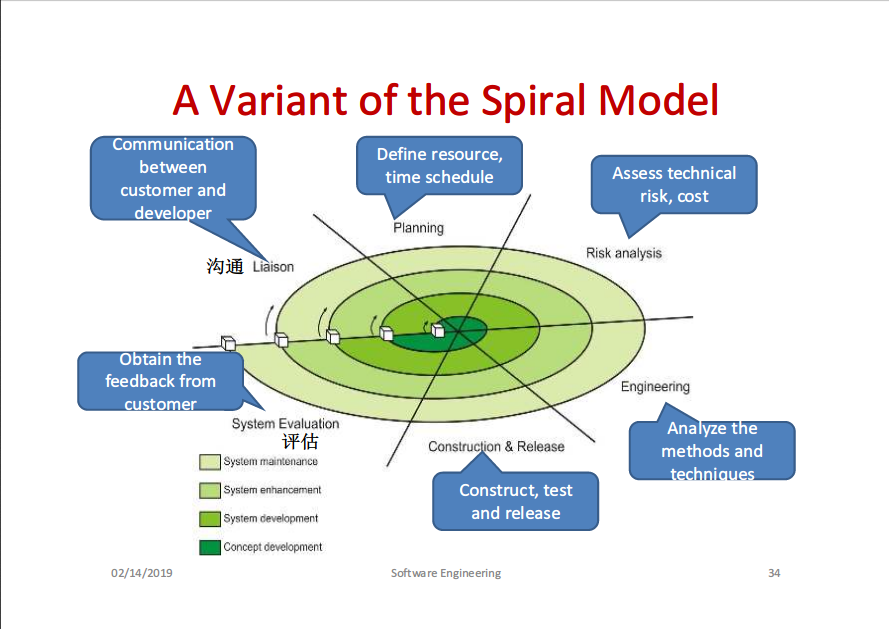 A Variant of the Spiral Model
Communication
between
customer and
developer
Define resource,
time schedule
Assess technical
risk, cost
Planning
Risk analysis
沟通 Liaison
Obtain the
feedback from
customer
Engineering
System Evaluation
评估
Construction & Release
Analyze the
methods and
techniques
Construct, test
and release
System maintenance
System enhancement
System development
Concept development
02/14/2019
Software Engineering
34